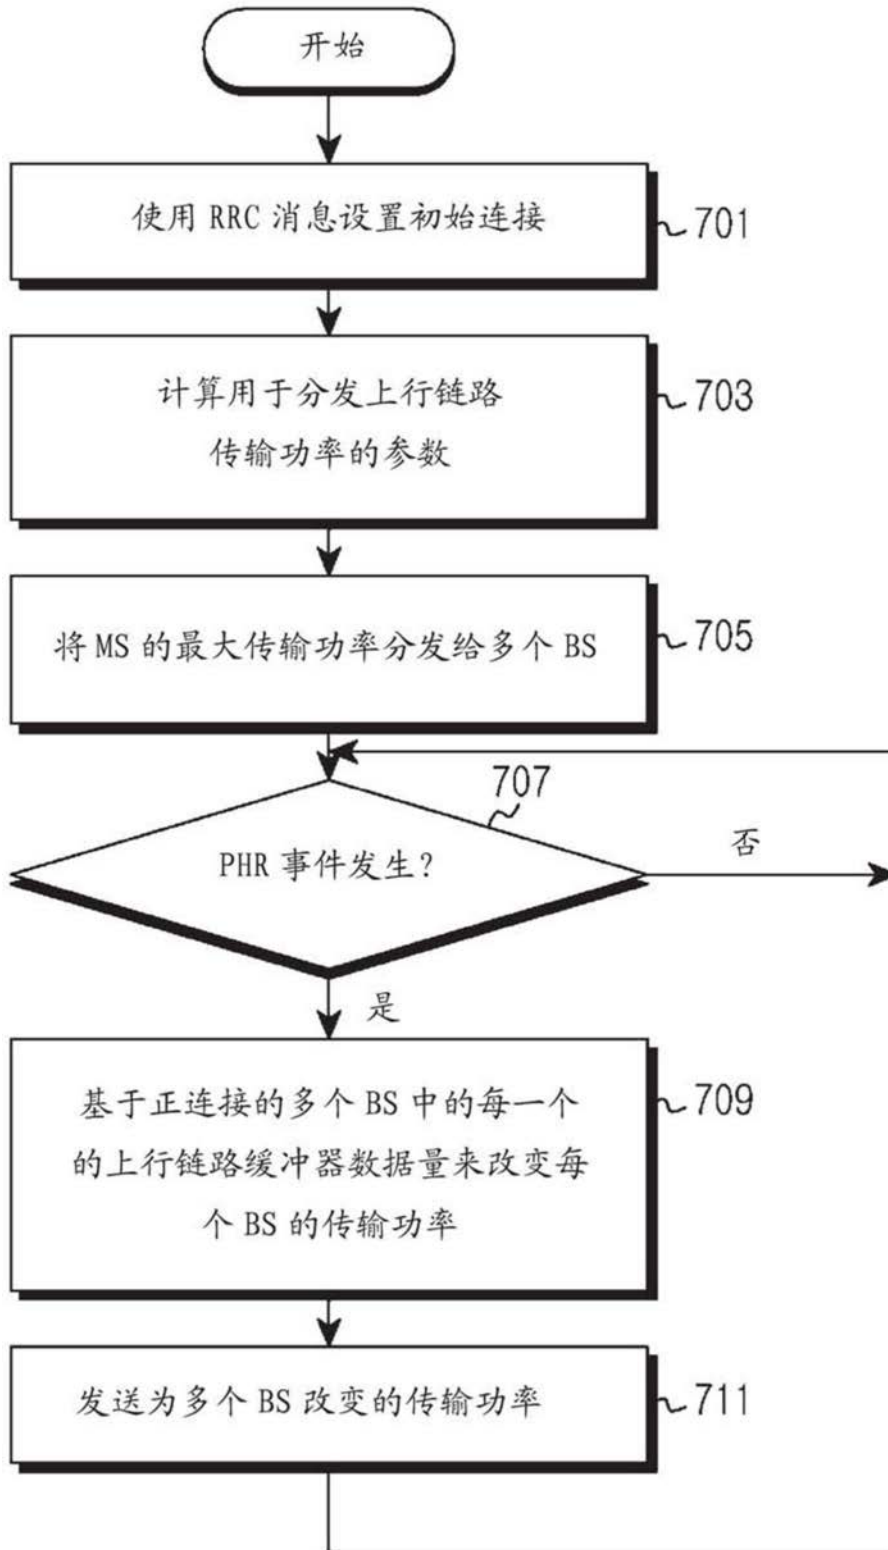 开始
使用 RRC 消息设置初始连接
701
计算用于分发上行链路
传输功率的参数
703
将 MS 的最大传输功率分发给多个 BS
705
707
PHR 事件发生?
否
是
基于正连接的多个 BS 中的每一个
的上行链路缓冲器数据量来改变每
个 BS 的传输功率
709
发送为多个 BS 改变的传输功率
711